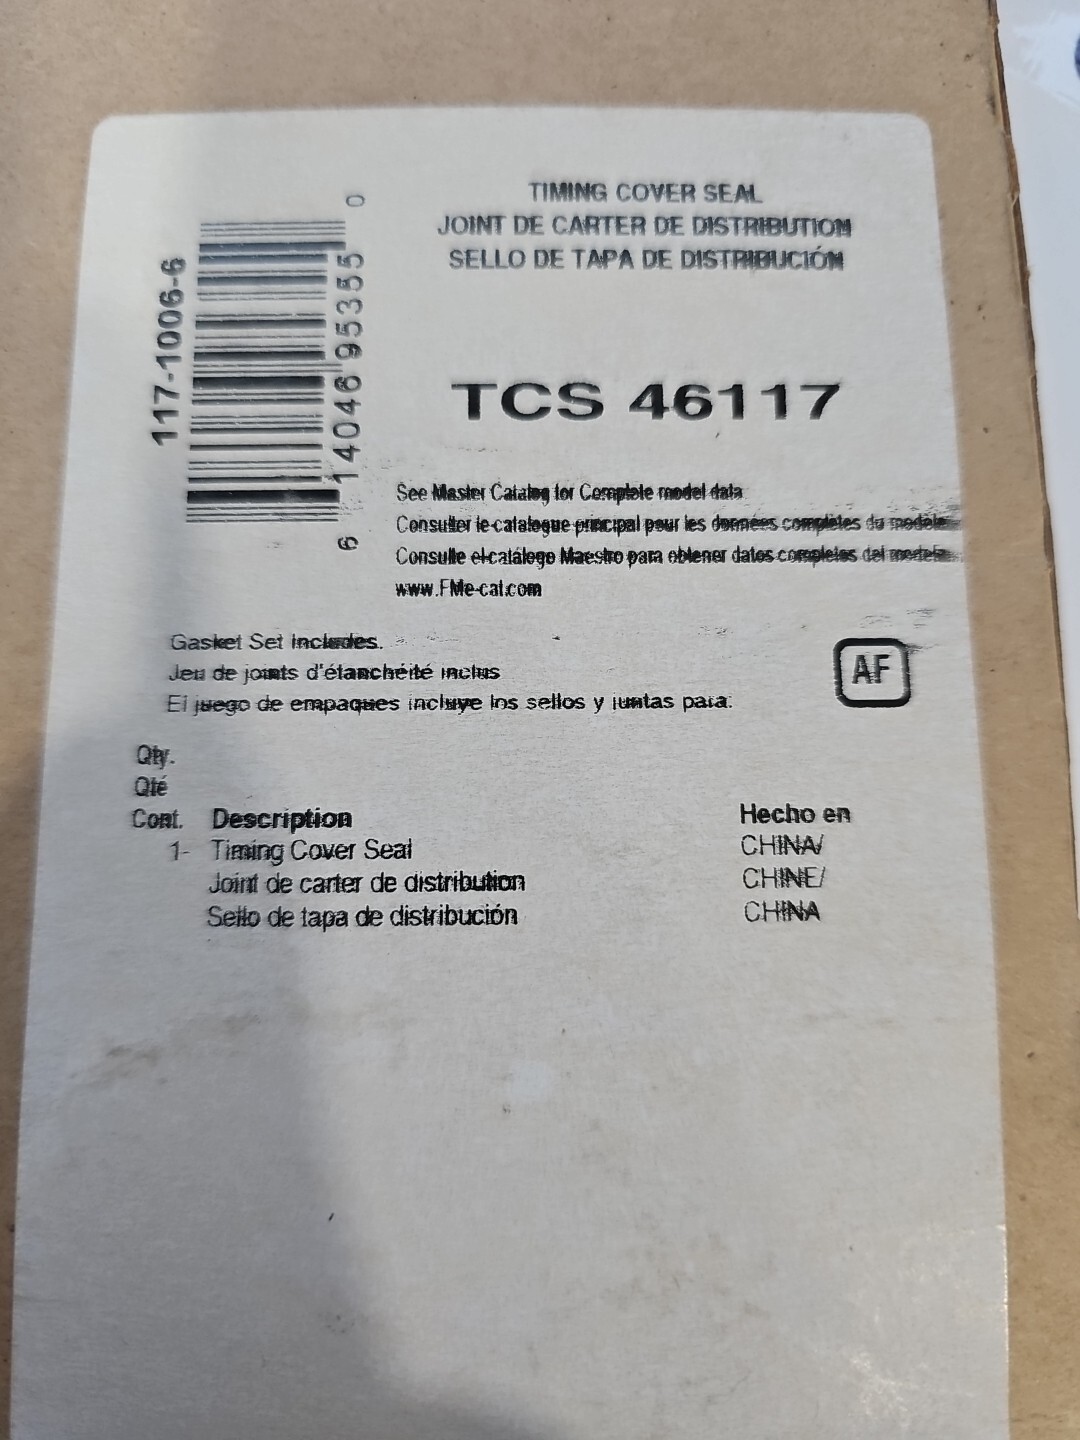 TIMING COVER SEAL
JOINT DE CARTER DE DISTRIBUTION
SELLO DE TAPA DE DISTRIBUCIÓN
117-1006-6
6 14046 95355 0
TCS 46117
See Master Catalog for Complete model data
Consulter le catalogue principal pour les données complètes du modèle
Consulte el catálogo Maestro para obtener datos completos del modelo
www.FMe-cat.com
Gasket Set Includes.
Jeu de joints d'étanchéité inclus
El juego de empaques incluye los sellos y juntas para:
AF
Qty.
Qté
Cont. Description Hecho en
1- Timing Cover Seal CHINA/
Joint de carter de distribution CHINE/
Sello de tapa de distribución CHINA